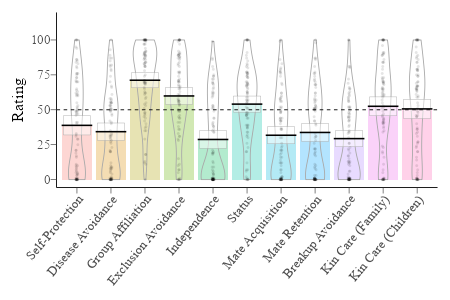 100
75
50
25
0
Rating
Self-Protection
Disease Avoidance
Group Affiliation
Exclusion Avoidance
Independence
Status
Mate Acquisition
Mate Retention
Breakup Avoidance
Kin Care (Family)
Kin Care (Children)